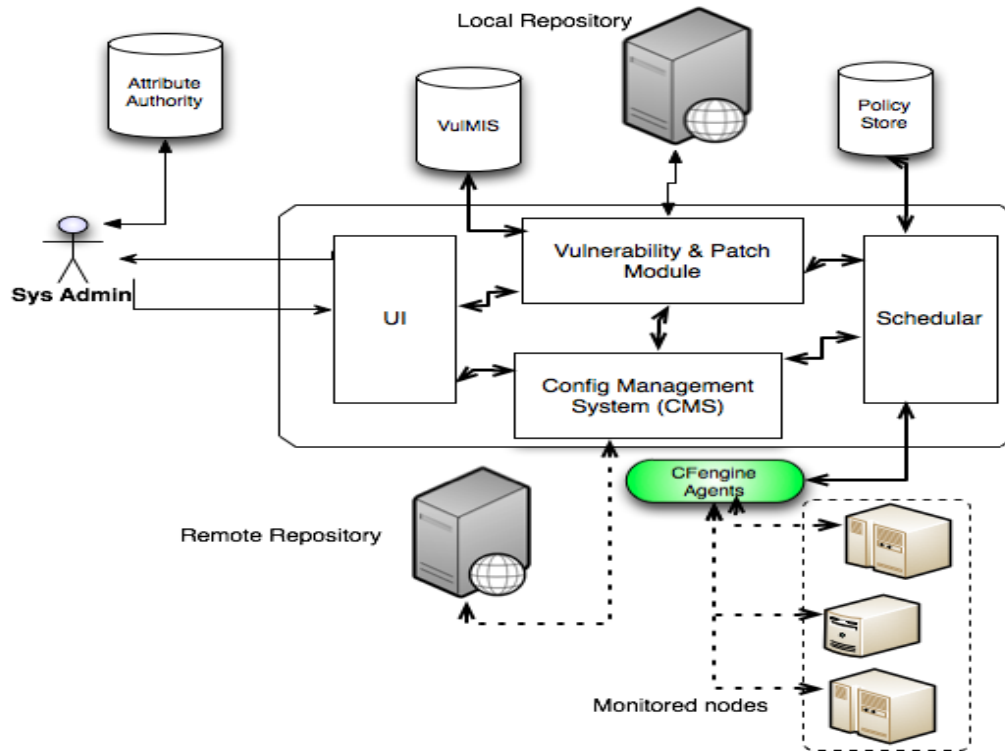 Local Repository
Attribute
Authority
VulMIS
Policy
Store
Sys Admin
UI
Vulnerability & Patch
Module
Schedular
Config Management
System (CMS)
CFengine
Agents
Remote Repository
Monitored nodes